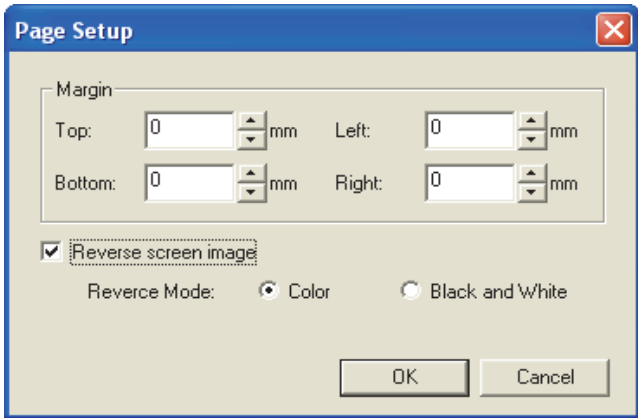 Page Setup
Margin
Top: 0 mm Left: 0 mm
Bottom: 0 mm Right: 0 mm
Reverse screen image
Reverce Mode: Color Black and White
OK Cancel